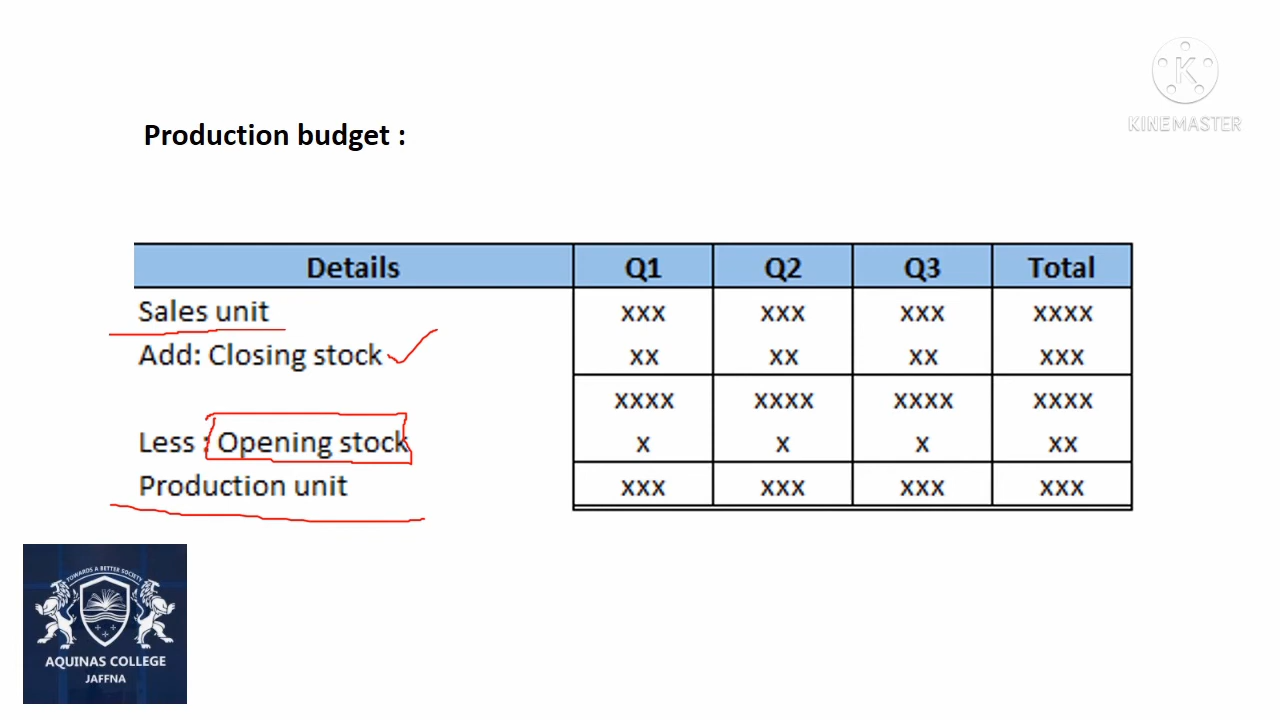 KINEMASTER
Production budget :
Details Q1 Q2 Q3 Total
Sales unit xxx xxx xxx xxxx
Add: Closing stock xx xx xx xxx
xxxx xxxx xxxx xxxx
Less : Opening stock x x x xx
Production unit xxx xxx xxx xxx
TOWARDS A BETTER SOCIETY
AQUINAS COLLEGE
JAFFNA